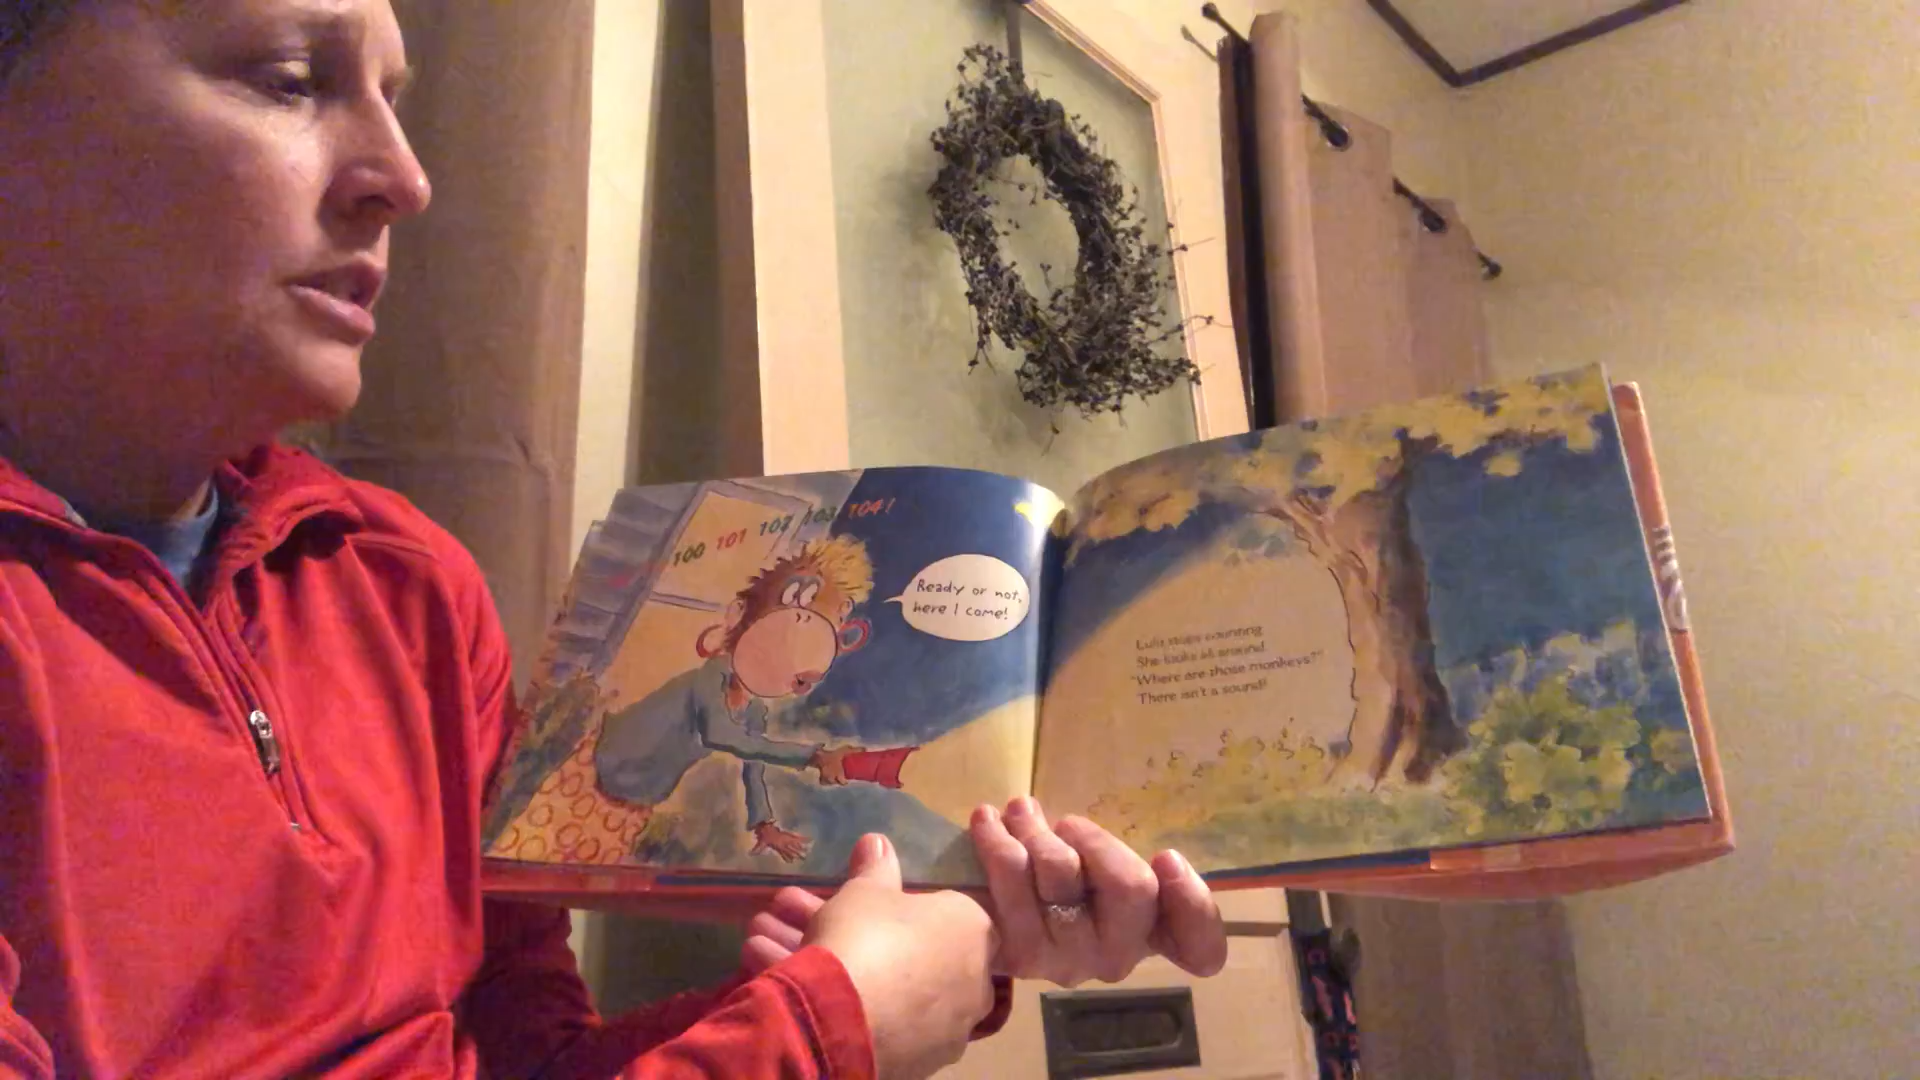 100 101 102 103 104!
Ready or not,
here I come!
Lulu stops counting.
She looks all around.
"Where are those monkeys?"
There isn't a sound!